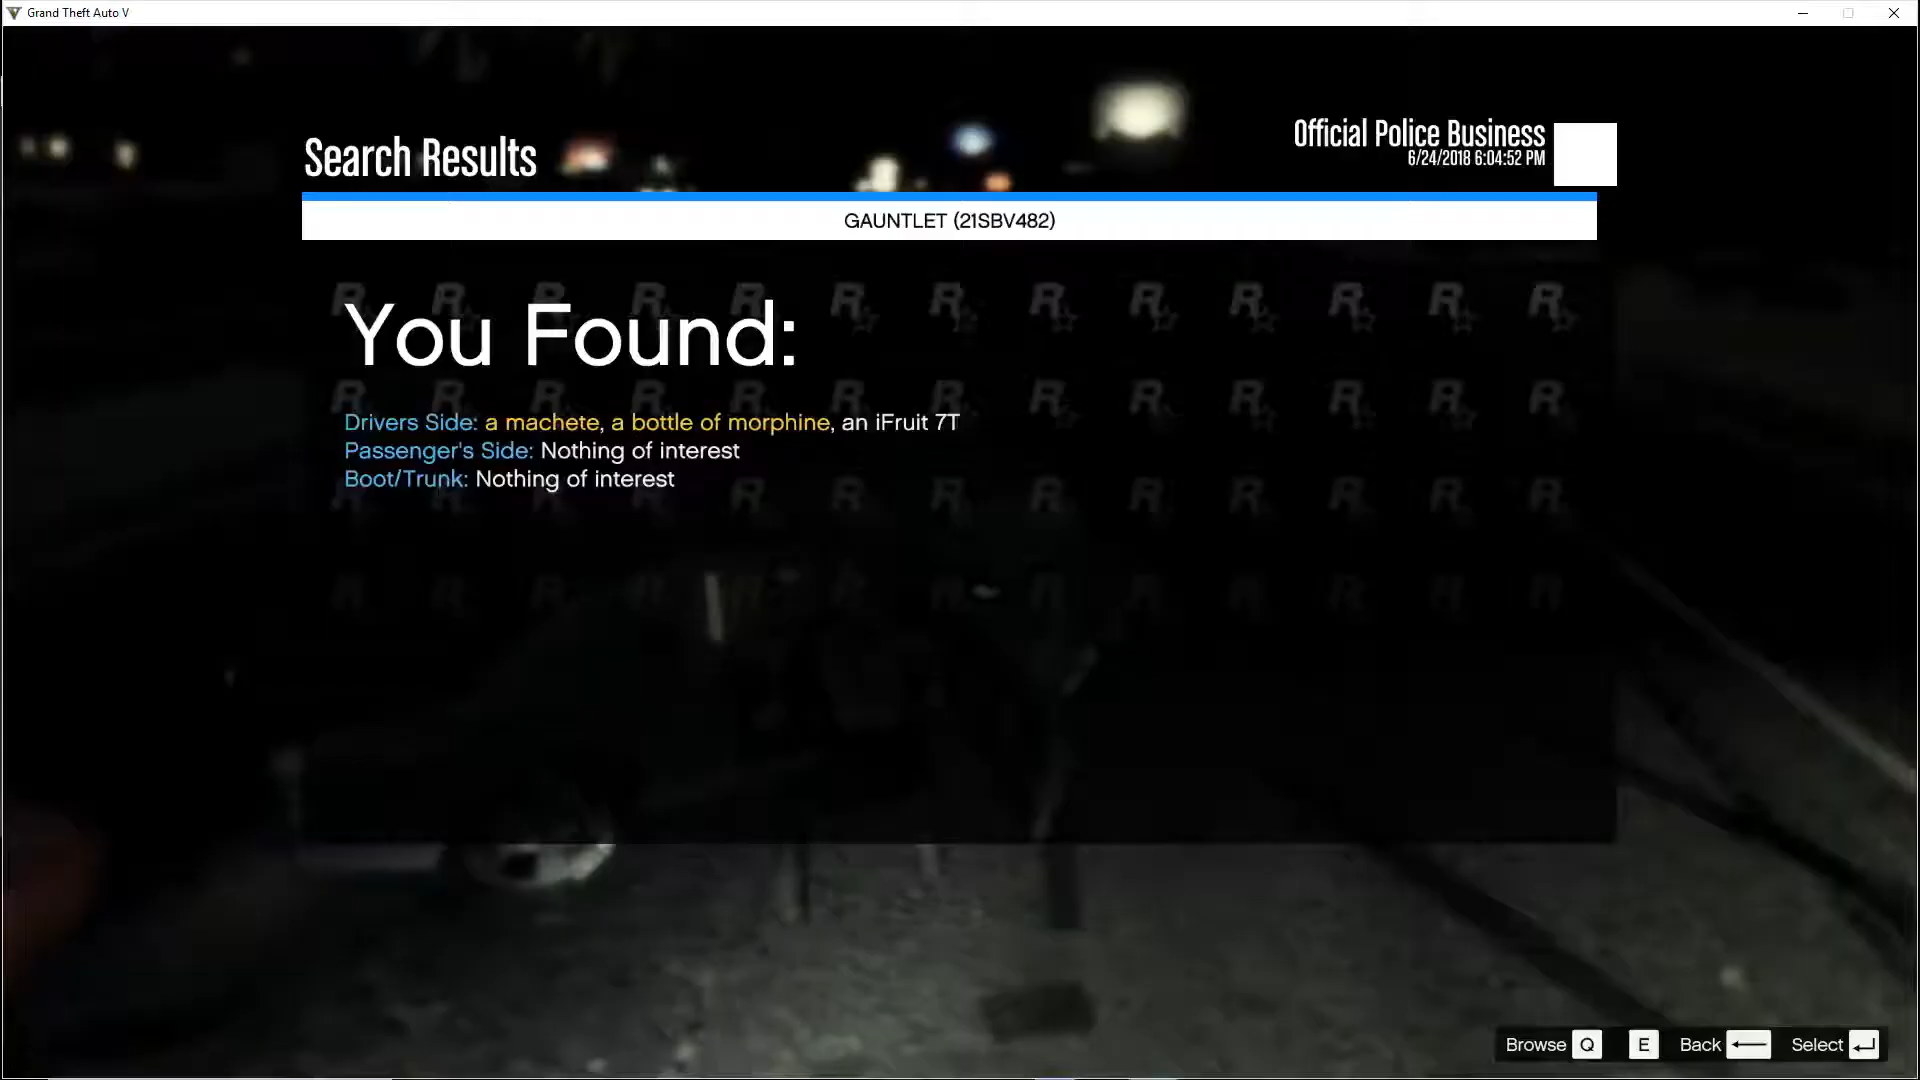 Grand Theft Auto V
Search Results
Official Police Business
6/24/2018 6:04:52 PM
GAUNTLET (21SBV482)
You Found:
Drivers Side: a machete, a bottle of morphine, an iFruit 7T
Passenger's Side: Nothing of interest
Boot/Trunk: Nothing of interest
Browse Q E Back Select